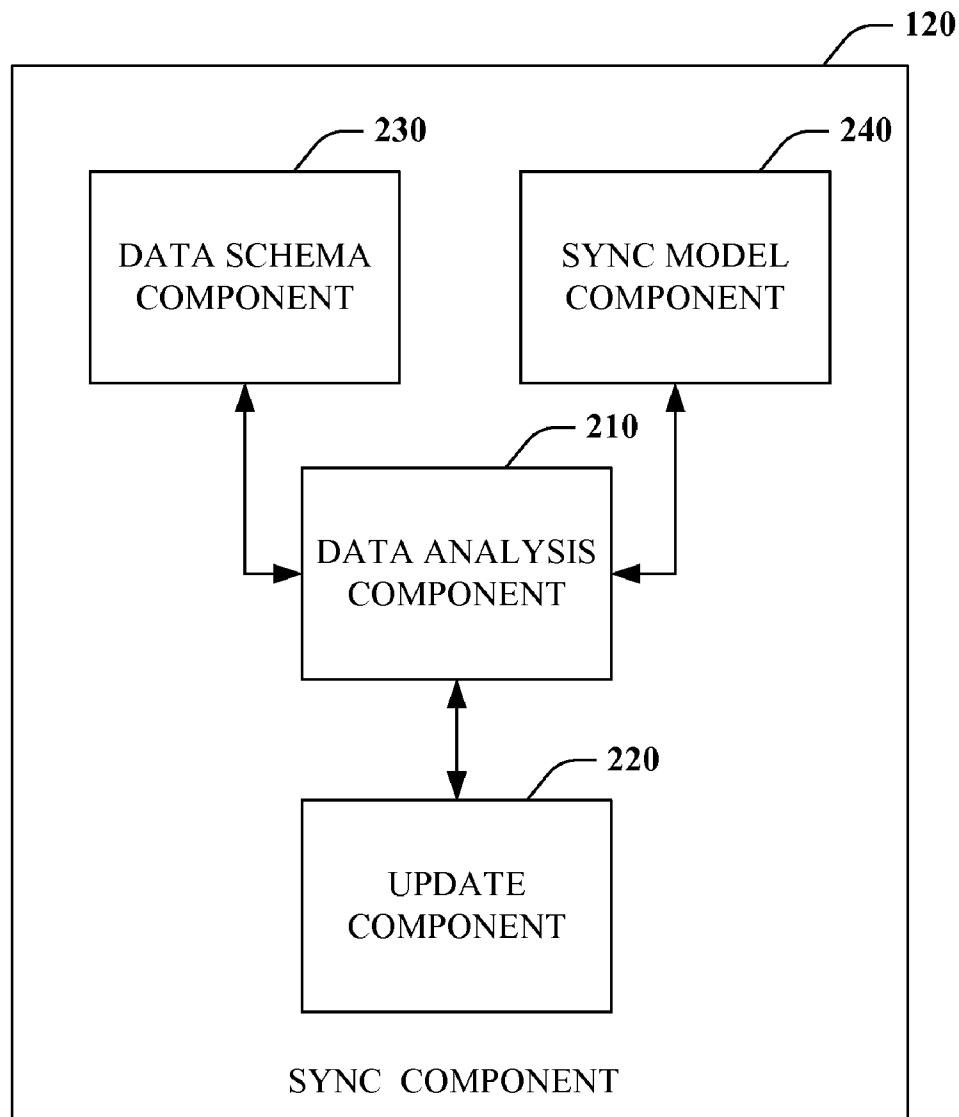 120
230
240
DATA SCHEMA
COMPONENT
SYNC MODEL
COMPONENT
210
DATA ANALYSIS
COMPONENT
220
UPDATE
COMPONENT
SYNC COMPONENT